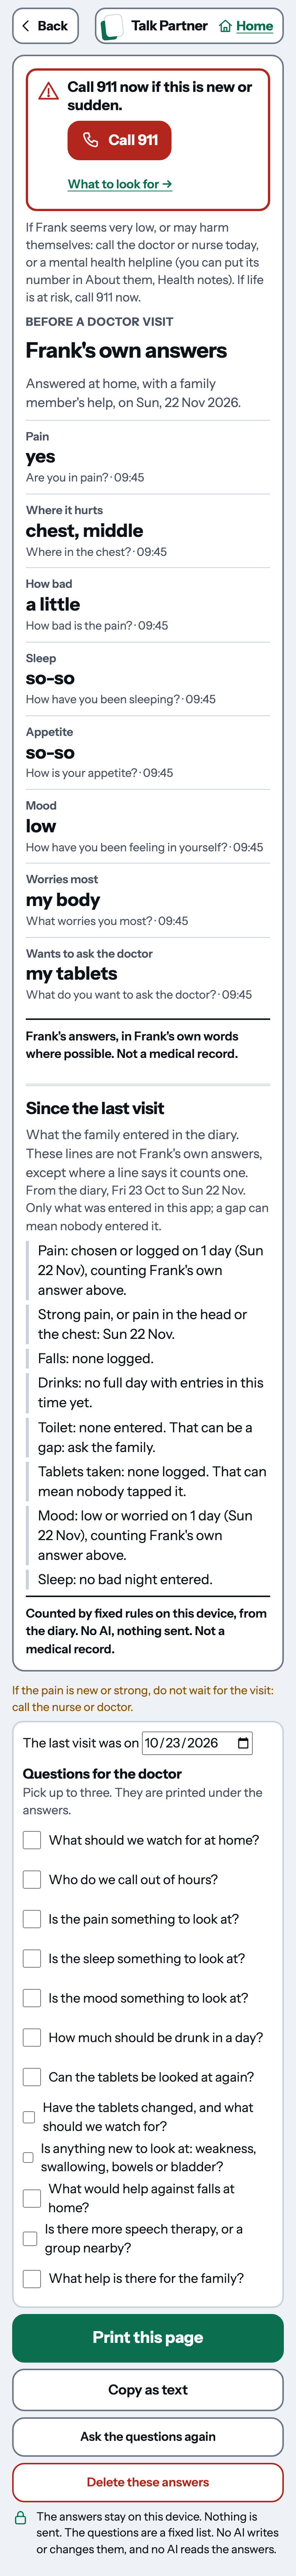 Back
Talk Partner
Home
Call 911 now if this is new or
sudden.
Call 911
What to look for →
If Frank seems very low, or may harm
themselves: call the doctor or nurse today,
or a mental health helpline (you can put its
number in About them, Health notes). If life
is at risk, call 911 now.
BEFORE A DOCTOR VISIT
Frank's own answers
Answered at home, with a family
member's help, on Sun, 22 Nov 2026.
Pain
yes
Are you in pain? · 09:45
Where it hurts
chest, middle
Where in the chest? · 09:45
How bad
a little
How bad is the pain? · 09:45
Sleep
so-so
How have you been sleeping? · 09:45
Appetite
so-so
How is your appetite? · 09:45
Mood
low
How have you been feeling in yourself? · 09:45
Worries most
my body
What worries you most? · 09:45
Wants to ask the doctor
my tablets
What do you want to ask the doctor? · 09:45
Frank's answers, in Frank's own words
where possible. Not a medical record.
Since the last visit
What the family entered in the diary.
These lines are not Frank's own answers,
except where a line says it counts one.
From the diary, Fri 23 Oct to Sun 22 Nov.
Only what was entered in this app; a gap can
mean nobody entered it.
Pain: chosen or logged on 1 day (Sun
22 Nov), counting Frank's own
answer above.
Strong pain, or pain in the head or
the chest: Sun 22 Nov.
Falls: none logged.
Drinks: no full day with entries in this
time yet.
Toilet: none entered. That can be a
gap: ask the family.
Tablets taken: none logged. That can
mean nobody tapped it.
Mood: low or worried on 1 day (Sun
22 Nov), counting Frank's own
answer above.
Sleep: no bad night entered.
Counted by fixed rules on this device, from
the diary. No AI, nothing sent. Not a
medical record.
If the pain is new or strong, do not wait for the visit:
call the nurse or doctor.
The last visit was on 10/23/2026
Questions for the doctor
Pick up to three. They are printed under the
answers.
What should we watch for at home?
Who do we call out of hours?
Is the pain something to look at?
Is the sleep something to look at?
Is the mood something to look at?
How much should be drunk in a day?
Can the tablets be looked at again?
Have the tablets changed, and what
should we watch for?
Is anything new to look at: weakness,
swallowing, bowels or bladder?
What would help against falls at
home?
Is there more speech therapy, or a
group nearby?
What help is there for the family?
Print this page
Copy as text
Ask the questions again
Delete these answers
The answers stay on this device. Nothing is
sent. The questions are a fixed list. No AI writes
or changes them, and no AI reads the answers.